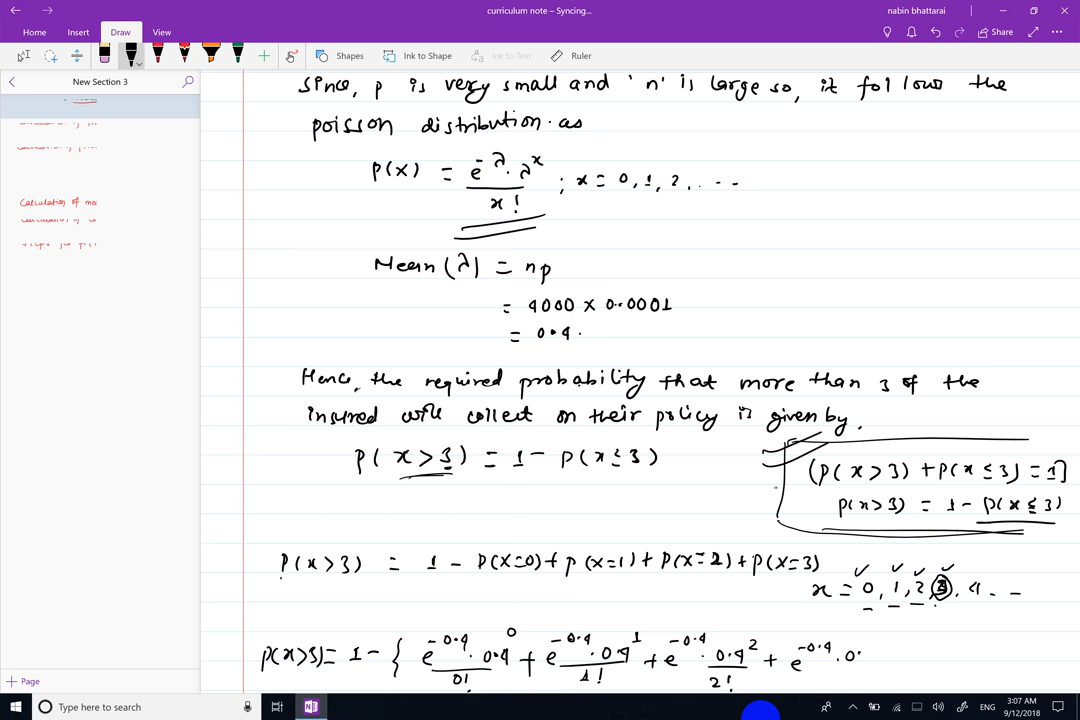 curriculum note – Syncing...
nabin bhattarai
Home Insert Draw View
Share
Shapes Ink to Shape Ink to Text Ruler
New Section 3
Calculation of me
Page
Since, p is very small and 'n' is large so, it follows the
poisson distribution. as
P(x) = e^-λ . λ^x / x! ; x = 0, 1, 2, . - -
Mean (λ) = np
= 4000 × 0.0001
= 0.4 .
Hence, the required probability that more than 3 of the
insured will collect on their policy is given by.
P( x > 3) = 1 - P(x ≤ 3)
(P(x > 3) + P(x ≤ 3) = 1]
P(x > 3) = 1 - P(x ≤ 3)
P(x > 3) = 1 - P(X=0) + P(x=1) + P(X=2) + P(X=3)
x = 0, 1, 2, 3, 4 . - -
P(x>3) = 1 - { e^-0.4 . 0.4^0 / 0! + e^-0.4 . 0.4^1 / 1! + e^-0.4 . 0.4^2 / 2! + e^-0.4 . 0.
Type here to search
ENG
3:07 AM
9/12/2018